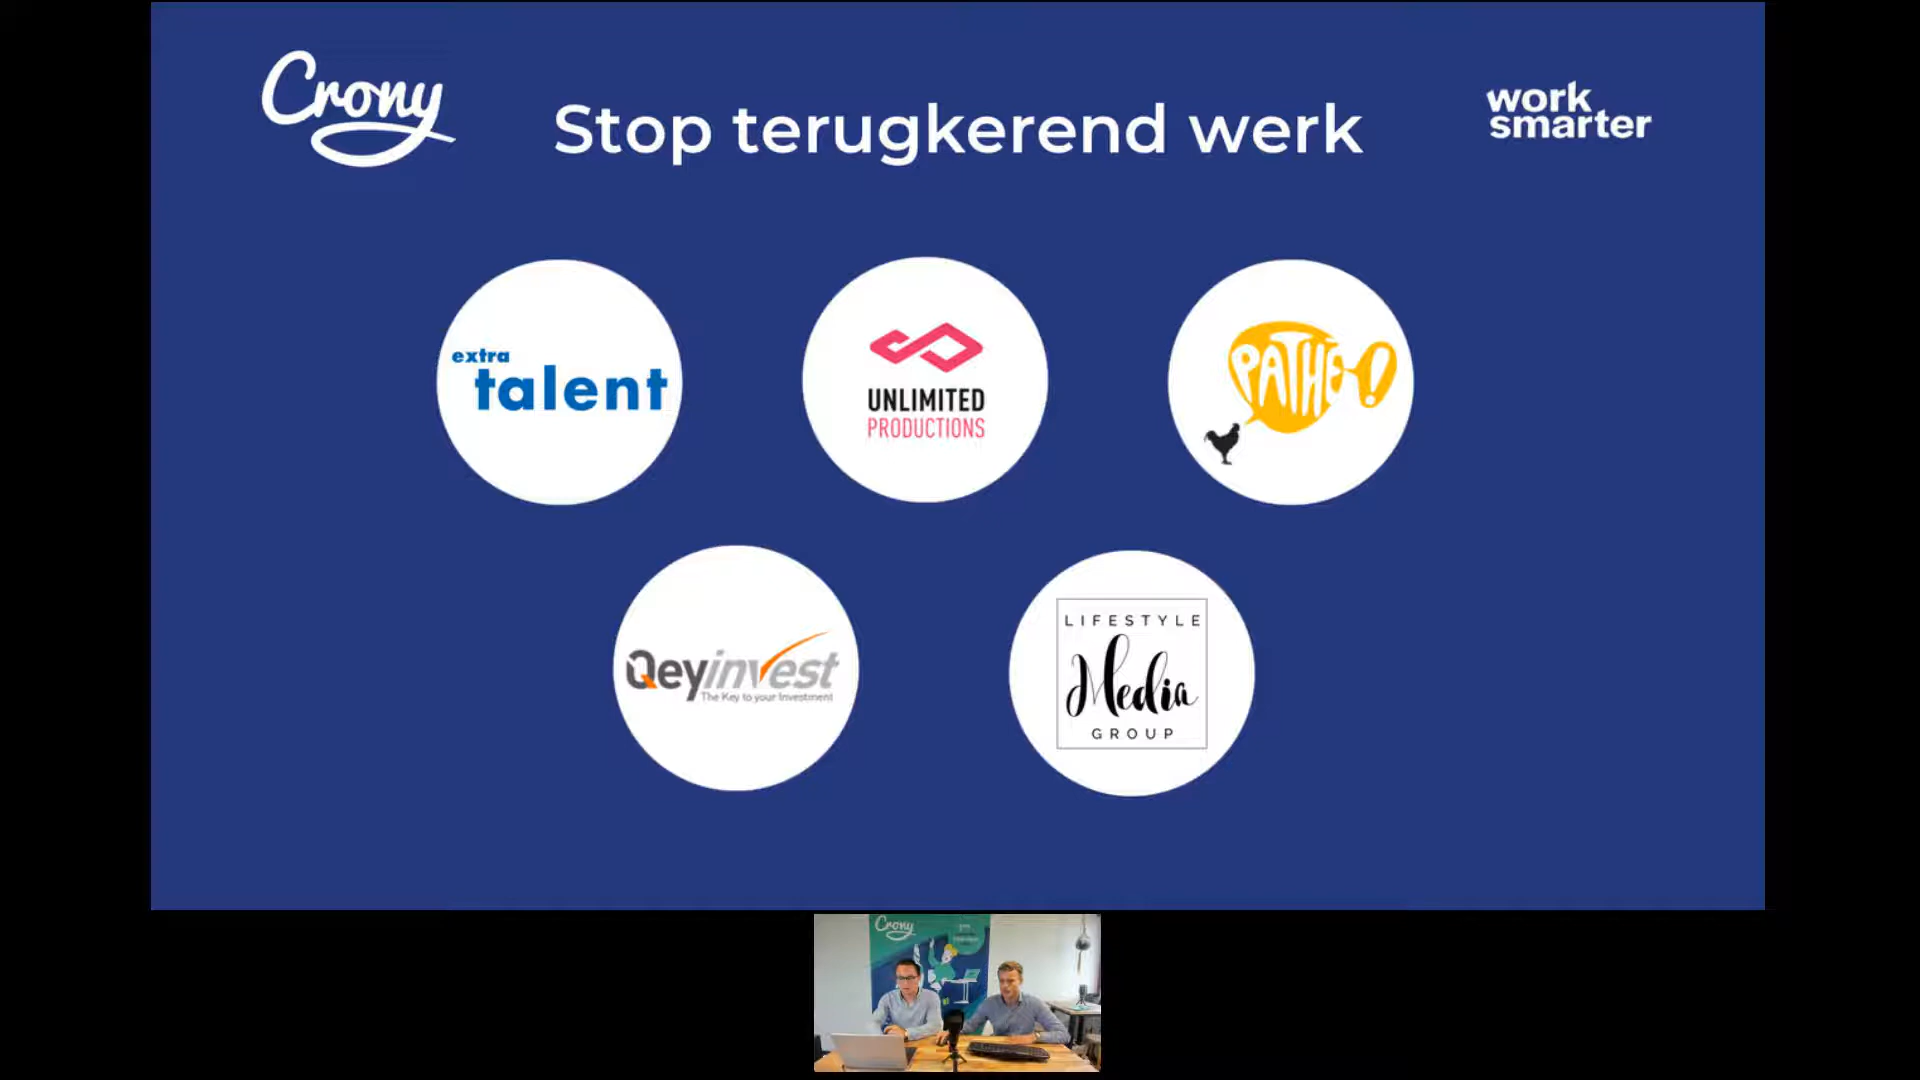 Crony
Stop terugkerend werk
work
smarter
extra
talent
UNLIMITED
PRODUCTIONS
PATHE!
Qeyinvest
The Key to your Investment
LIFESTYLE
Media
GROUP
Crony